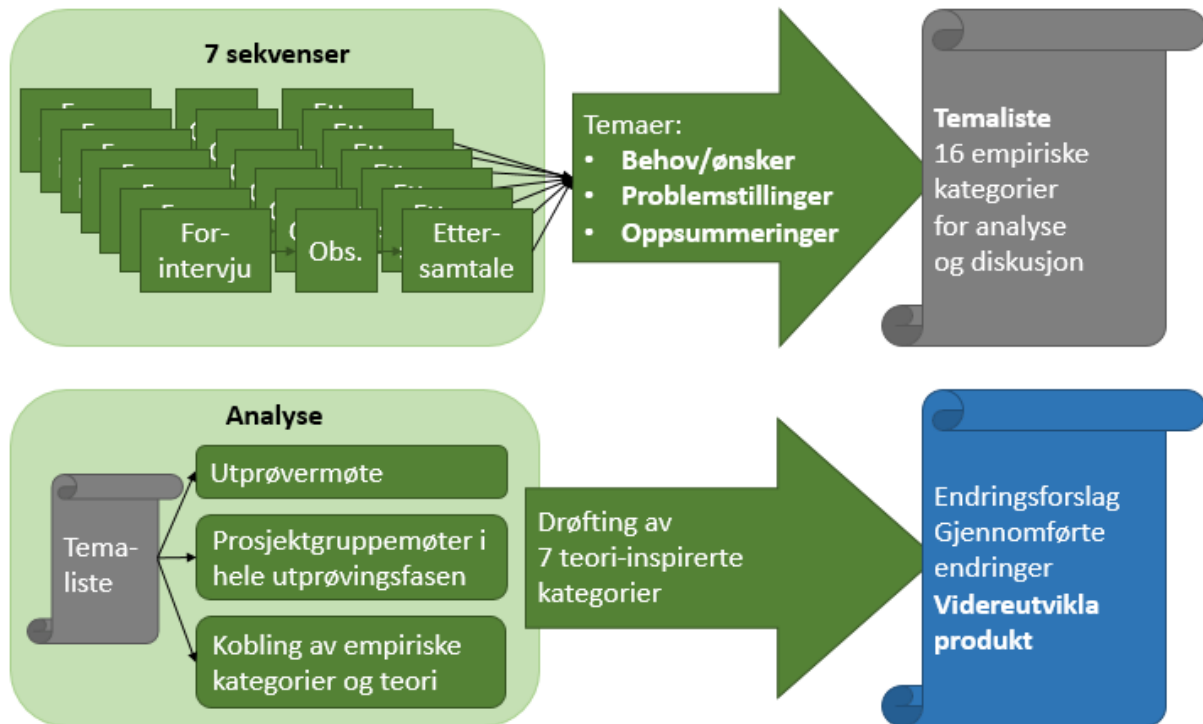 7 sekvenser
For-
intervju
Obs.
Etter-
samtale
Temaer:
• Behov/ønsker
• Problemstillinger
• Oppsummeringer
Temaliste
16 empiriske
kategorier
for analyse
og diskusjon
Analyse
Tema-
liste
Utprøvermøte
Prosjektgruppemøter i
hele utprøvingsfasen
Kobling av empiriske
kategorier og teori
Drøfting av
7 teori-inspirerte
kategorier
Endringsforslag
Gjennomførte
endringer
Videreutvikla
produkt